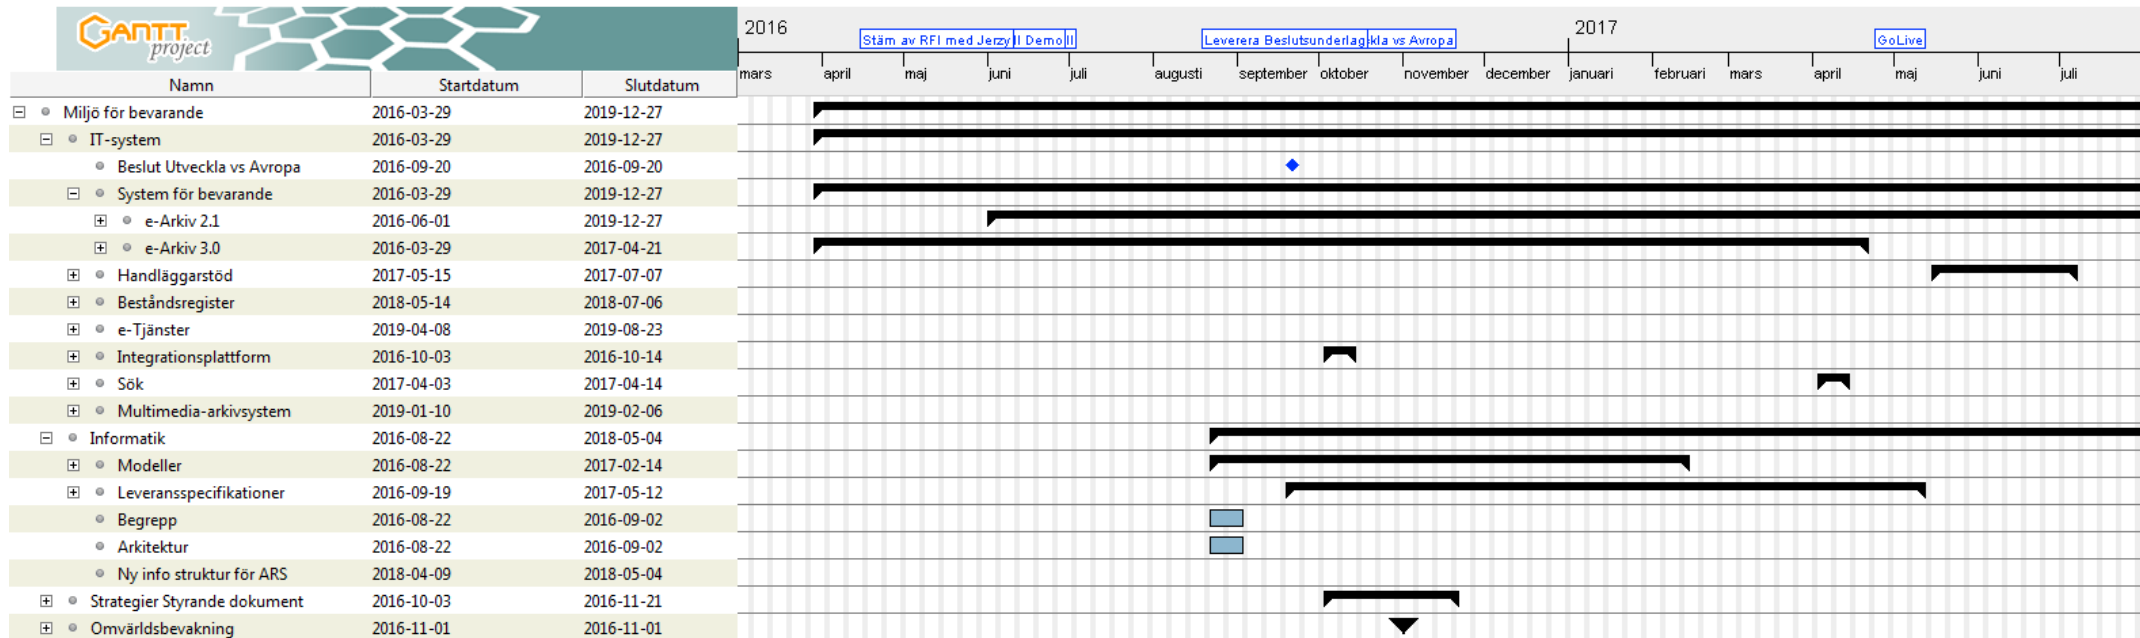 GANTT
project
2016
2017
Stäm av RFI med Jerzy
Demo
Leverera Beslutsunderlag
kla vs Avropa
GoLive
mars april maj juni juli augusti september oktober november december januari februari mars april maj juni juli
Namn Startdatum Slutdatum
Miljö för bevarande 2016-03-29 2019-12-27
IT-system 2016-03-29 2019-12-27
Beslut Utveckla vs Avropa 2016-09-20 2016-09-20
System för bevarande 2016-03-29 2019-12-27
e-Arkiv 2.1 2016-06-01 2019-12-27
e-Arkiv 3.0 2016-03-29 2017-04-21
Handläggarstöd 2017-05-15 2017-07-07
Beståndsregister 2018-05-14 2018-07-06
e-Tjänster 2019-04-08 2019-08-23
Integrationsplattform 2016-10-03 2016-10-14
Sök 2017-04-03 2017-04-14
Multimedia-arkivsystem 2019-01-10 2019-02-06
Informatik 2016-08-22 2018-05-04
Modeller 2016-08-22 2017-02-14
Leveransspecifikationer 2016-09-19 2017-05-12
Begrepp 2016-08-22 2016-09-02
Arkitektur 2016-08-22 2016-09-02
Ny info struktur för ARS 2018-04-09 2018-05-04
Strategier Styrande dokument 2016-10-03 2016-11-21
Omvärldsbevakning 2016-11-01 2016-11-01